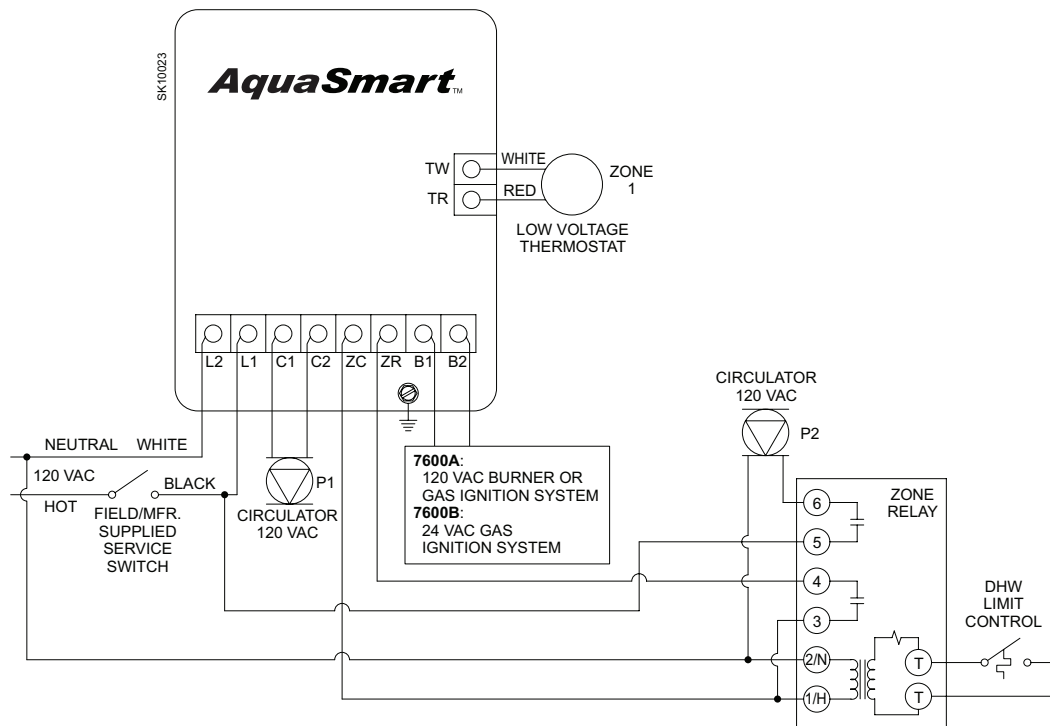 SK10023
AquaSmart™
TW
WHITE
ZONE
1
TR
RED
LOW VOLTAGE
THERMOSTAT
L2 L1 C1 C2 ZC ZR B1 B2
NEUTRAL WHITE
120 VAC
HOT
BLACK
FIELD/MFR.
SUPPLIED
SERVICE
SWITCH
P1
CIRCULATOR
120 VAC
7600A:
120 VAC BURNER OR
GAS IGNITION SYSTEM
7600B:
24 VAC GAS
IGNITION SYSTEM
CIRCULATOR
120 VAC
P2
ZONE
RELAY
6
5
4
3
2/N
1/H
T
T
DHW
LIMIT
CONTROL